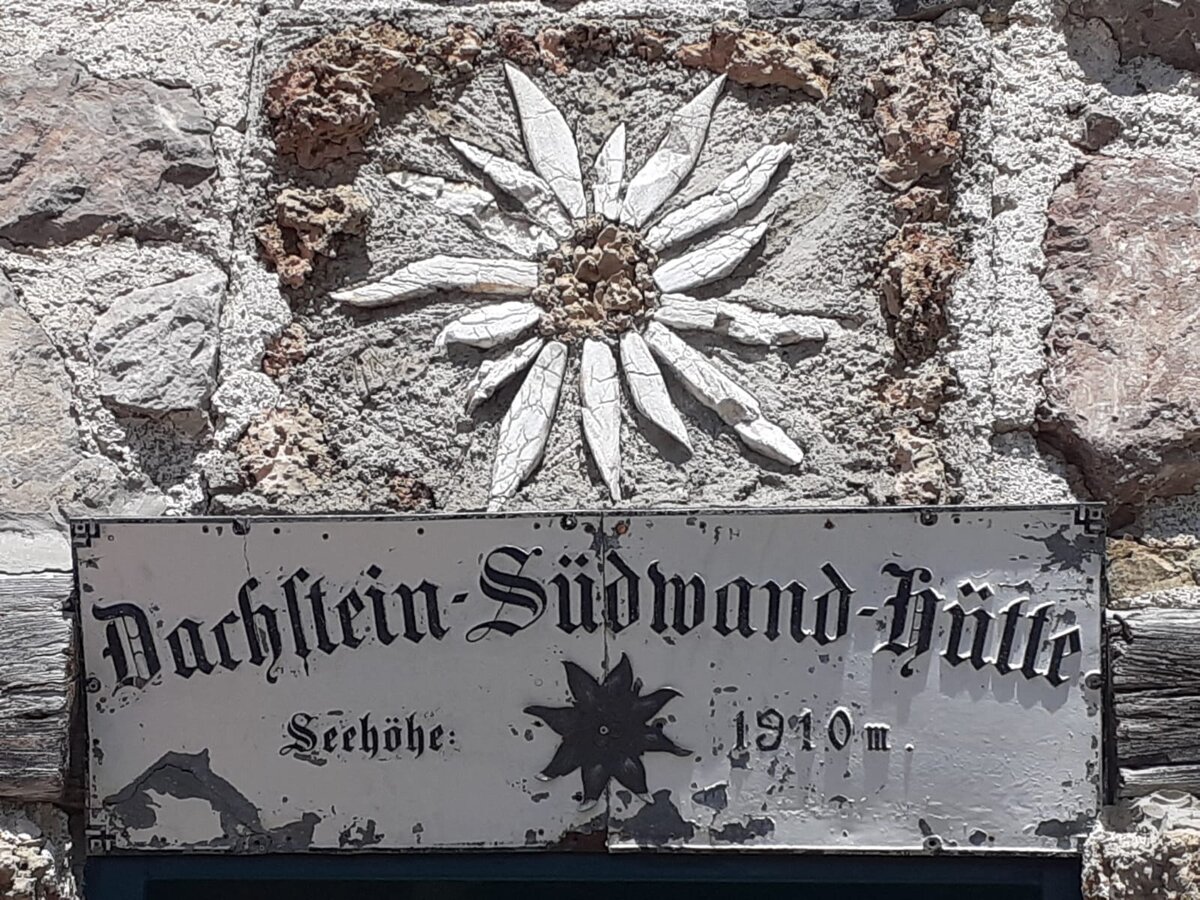 Dachstein-Südwand-Hütte
Seehöhe: 1910 m.